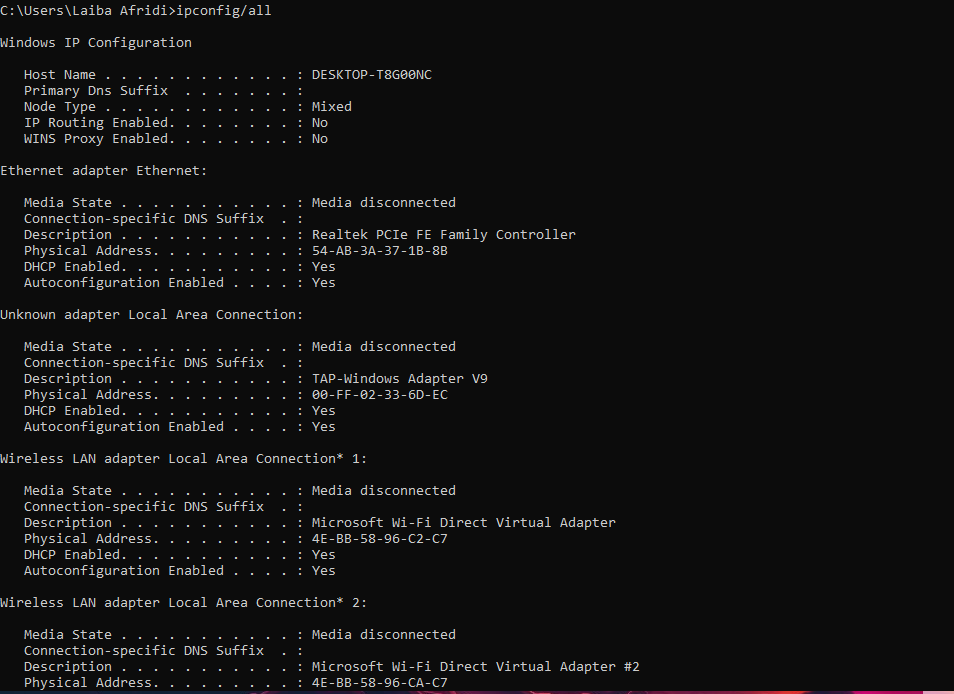 C:\Users\Laiba Afridi>ipconfig/all
Windows IP Configuration
Host Name . . . . . . . . . . . . : DESKTOP-T8G00NC
Primary Dns Suffix  . . . . . . . :
Node Type . . . . . . . . . . . . : Mixed
IP Routing Enabled. . . . . . . . : No
WINS Proxy Enabled. . . . . . . . : No
Ethernet adapter Ethernet:
Media State . . . . . . . . . . . : Media disconnected
Connection-specific DNS Suffix  . :
Description . . . . . . . . . . . : Realtek PCIe FE Family Controller
Physical Address. . . . . . . . . : 54-AB-3A-37-1B-8B
DHCP Enabled. . . . . . . . . . . : Yes
Autoconfiguration Enabled . . . . : Yes
Unknown adapter Local Area Connection:
Media State . . . . . . . . . . . : Media disconnected
Connection-specific DNS Suffix  . :
Description . . . . . . . . . . . : TAP-Windows Adapter V9
Physical Address. . . . . . . . . : 00-FF-02-33-6D-EC
DHCP Enabled. . . . . . . . . . . : Yes
Autoconfiguration Enabled . . . . : Yes
Wireless LAN adapter Local Area Connection* 1:
Media State . . . . . . . . . . . : Media disconnected
Connection-specific DNS Suffix  . :
Description . . . . . . . . . . . : Microsoft Wi-Fi Direct Virtual Adapter
Physical Address. . . . . . . . . : 4E-BB-58-96-C2-C7
DHCP Enabled. . . . . . . . . . . : Yes
Autoconfiguration Enabled . . . . : Yes
Wireless LAN adapter Local Area Connection* 2:
Media State . . . . . . . . . . . : Media disconnected
Connection-specific DNS Suffix  . :
Description . . . . . . . . . . . : Microsoft Wi-Fi Direct Virtual Adapter #2
Physical Address. . . . . . . . . : 4E-BB-58-96-CA-C7